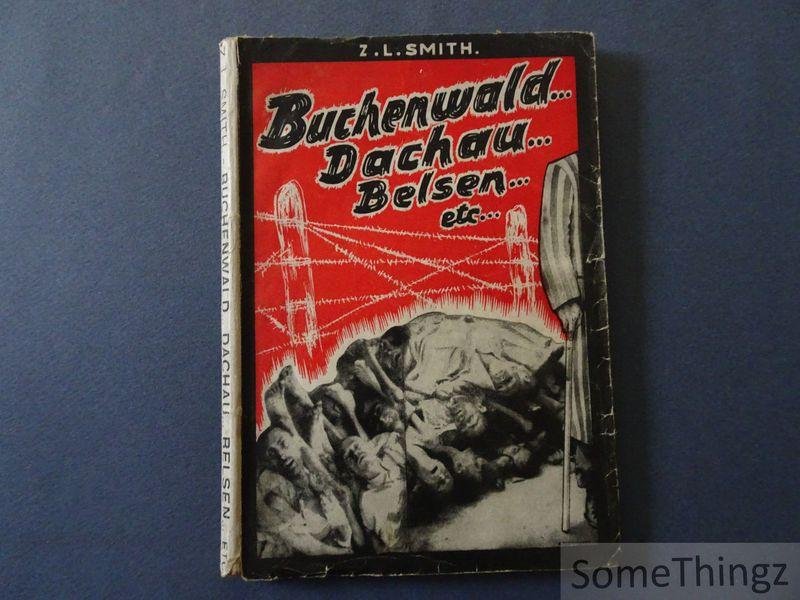 Z.L.SMITH.
Buchenwald...
Dachau...
Belsen...
etc...
Z.L. SMITH - BUCHENWALD DACHAU BELSEN ETC
SomeThingz